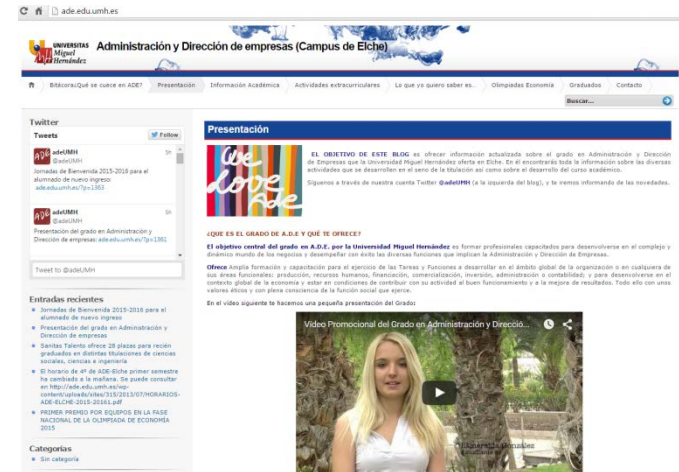 ade.edu.umh.es
UNIVERSITAS
Miguel
Hernández
Administración y Dirección de empresas (Campus de Elche)
Bitácora¿Qué se cuece en ADE?
Presentación
Información Académica
Actividades extracurriculares
Lo que yo quiero saber es..
Olimpiadas Economía
Graduados
Contacto
Buscar...
Twitter
Tweets
Follow
adeUMH
5h
@adeUMH
Jornadas de Bienvenida 2015-2016 para el
alumnado de nuevo ingreso:
ade.edu.umh.es/?p=1363
adeUMH
5h
@adeUMH
Presentación del grado en Administración y
Dirección de empresas: ade.edu.umh.es/?p=1361
Tweet to @adeUMH
Entradas recientes
Jornadas de Bienvenida 2015-2016 para el
alumnado de nuevo ingreso
Presentación del grado en Administración y
Dirección de empresas
Sanitas Talento ofrece 28 plazas para recién
graduados en distintas titulaciones de ciencias
sociales, ciencias e ingeniería
El horario de 4º de ADE-Elche primer semestre
ha cambiado a la mañana. Se puede consultar
en http://ade.edu.umh.es/wp-
content/uploads/sites/315/2013/07/HORARIOS-
ADE-ELCHE-2015-20161.pdf
PRIMER PREMIO POR EQUIPOS EN LA FASE
NACIONAL DE LA OLIMPIADA DE ECONOMÍA
2015
Categorías
Sin categoría
Presentación
We
love
ADE
EL OBJETIVO DE ESTE BLOG es ofrecer información actualizada sobre el grado en Administración y Dirección
de Empresas que la Universidad Miguel Hernández oferta en Elche. En él encontrarás toda la información sobre las diversas
actividades que se desarrollen en el seno de la titulación así como sobre el desarrollo del curso académico.
Síguenos a través de nuestra cuenta Twitter @adeUMH (a la izquierda del blog), y te iremos informando de las novedades.
¿QUE ES EL GRADO DE A.D.E Y QUÉ TE OFRECE?
El objetivo central del grado en A.D.E. por la Universidad Miguel Hernández es formar profesionales capacitados para desenvolverse en el complejo y
dinámico mundo de los negocios y desempeñar con éxito las diversas funciones que implican la Administración y Dirección de Empresas.
Ofrece Amplia formación y capacitación para el ejercicio de las Tareas y Funciones a desarrollar en el ámbito global de la organización o en cualquiera de
sus áreas funcionales: producción, recursos humanos, financiación, comercialización, inversión, administración o contabilidad; y para desenvolverse en el
contexto global de la economía y estar en condiciones de contribuir con su actividad al buen funcionamiento y a la mejora de resultados. Todo ello con unos
valores éticos y con plena consciencia de la función social que ejerce.
En el video siguiente te hacemos una pequeña presentación del Grado:
Vídeo Promocional del Grado en Administración y Direcció...
Esmeralda González